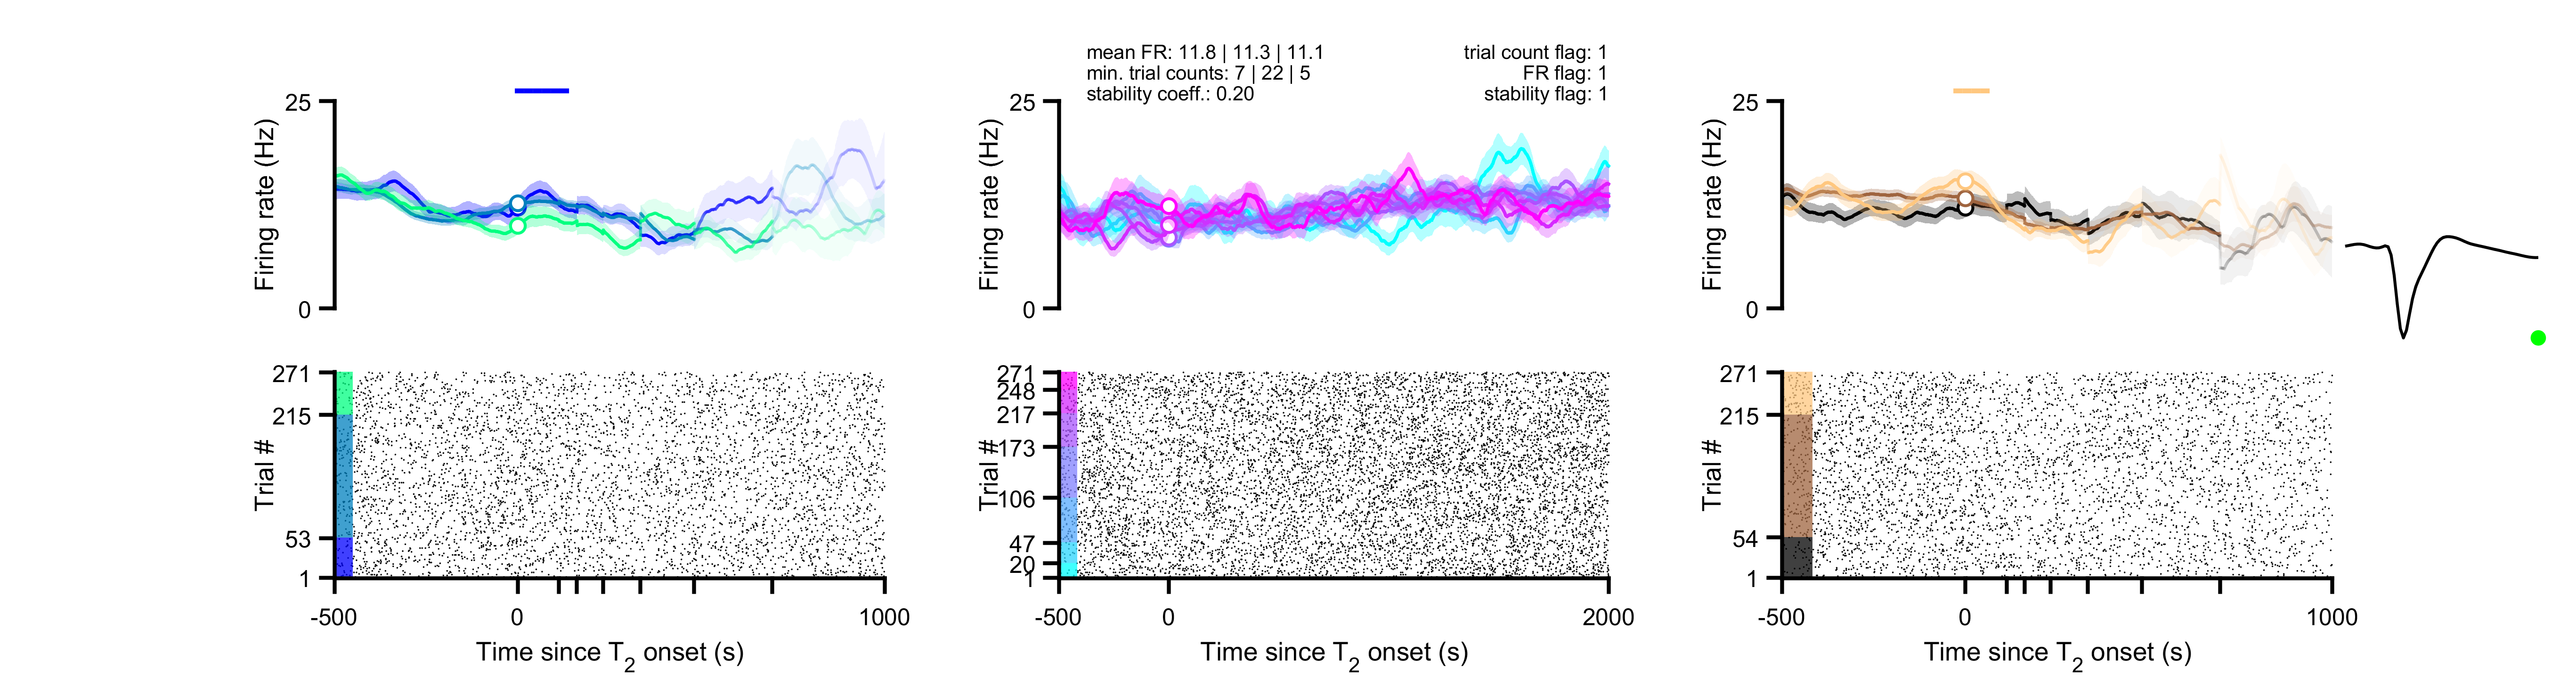 mean FR: 11.8 | 11.3 | 11.1
min. trial counts: 7 | 22 | 5
stability coeff.: 0.20
trial count flag: 1
FR flag: 1
stability flag: 1
25
0
Firing rate (Hz)
25
0
Firing rate (Hz)
25
0
Firing rate (Hz)
271
215
53
1
Trial #
-500
0
1000
Time since T2 onset (s)
271
248
217
173
106
47
20
1
Trial #
-500
0
2000
Time since T2 onset (s)
271
215
54
1
Trial #
-500
0
1000
Time since T2 onset (s)